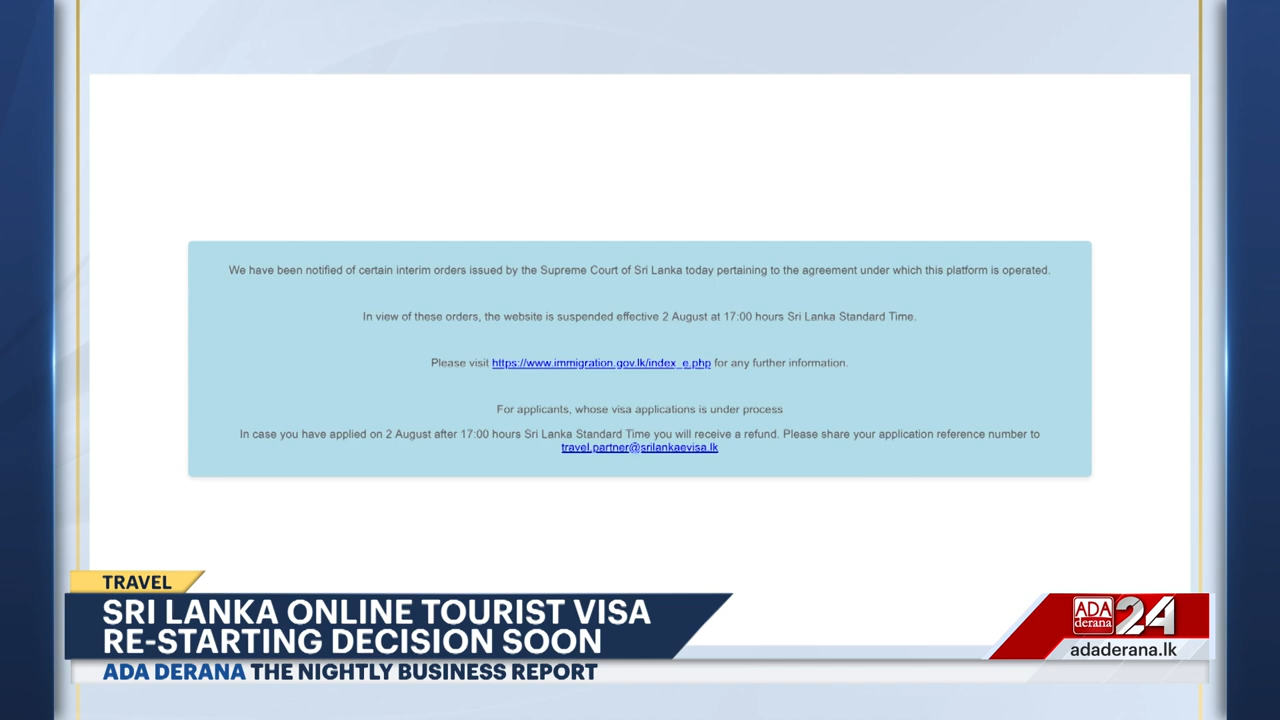 We have been notified of certain interim orders issued by the Supreme Court of Sri Lanka today pertaining to the agreement under which this platform is operated.
In view of these orders, the website is suspended effective 2 August at 17:00 hours Sri Lanka Standard Time.
Please visit https://www.immigration.gov.lk/index_e.php for any further information.
For applicants, whose visa applications is under process
In case you have applied on 2 August after 17:00 hours Sri Lanka Standard Time you will receive a refund. Please share your application reference number to
travel.partner@srilankaevisa.lk
TRAVEL
SRI LANKA ONLINE TOURIST VISA
RE-STARTING DECISION SOON
ADA DERANA THE NIGHTLY BUSINESS REPORT
ADA
derana 24
adaderana.lk